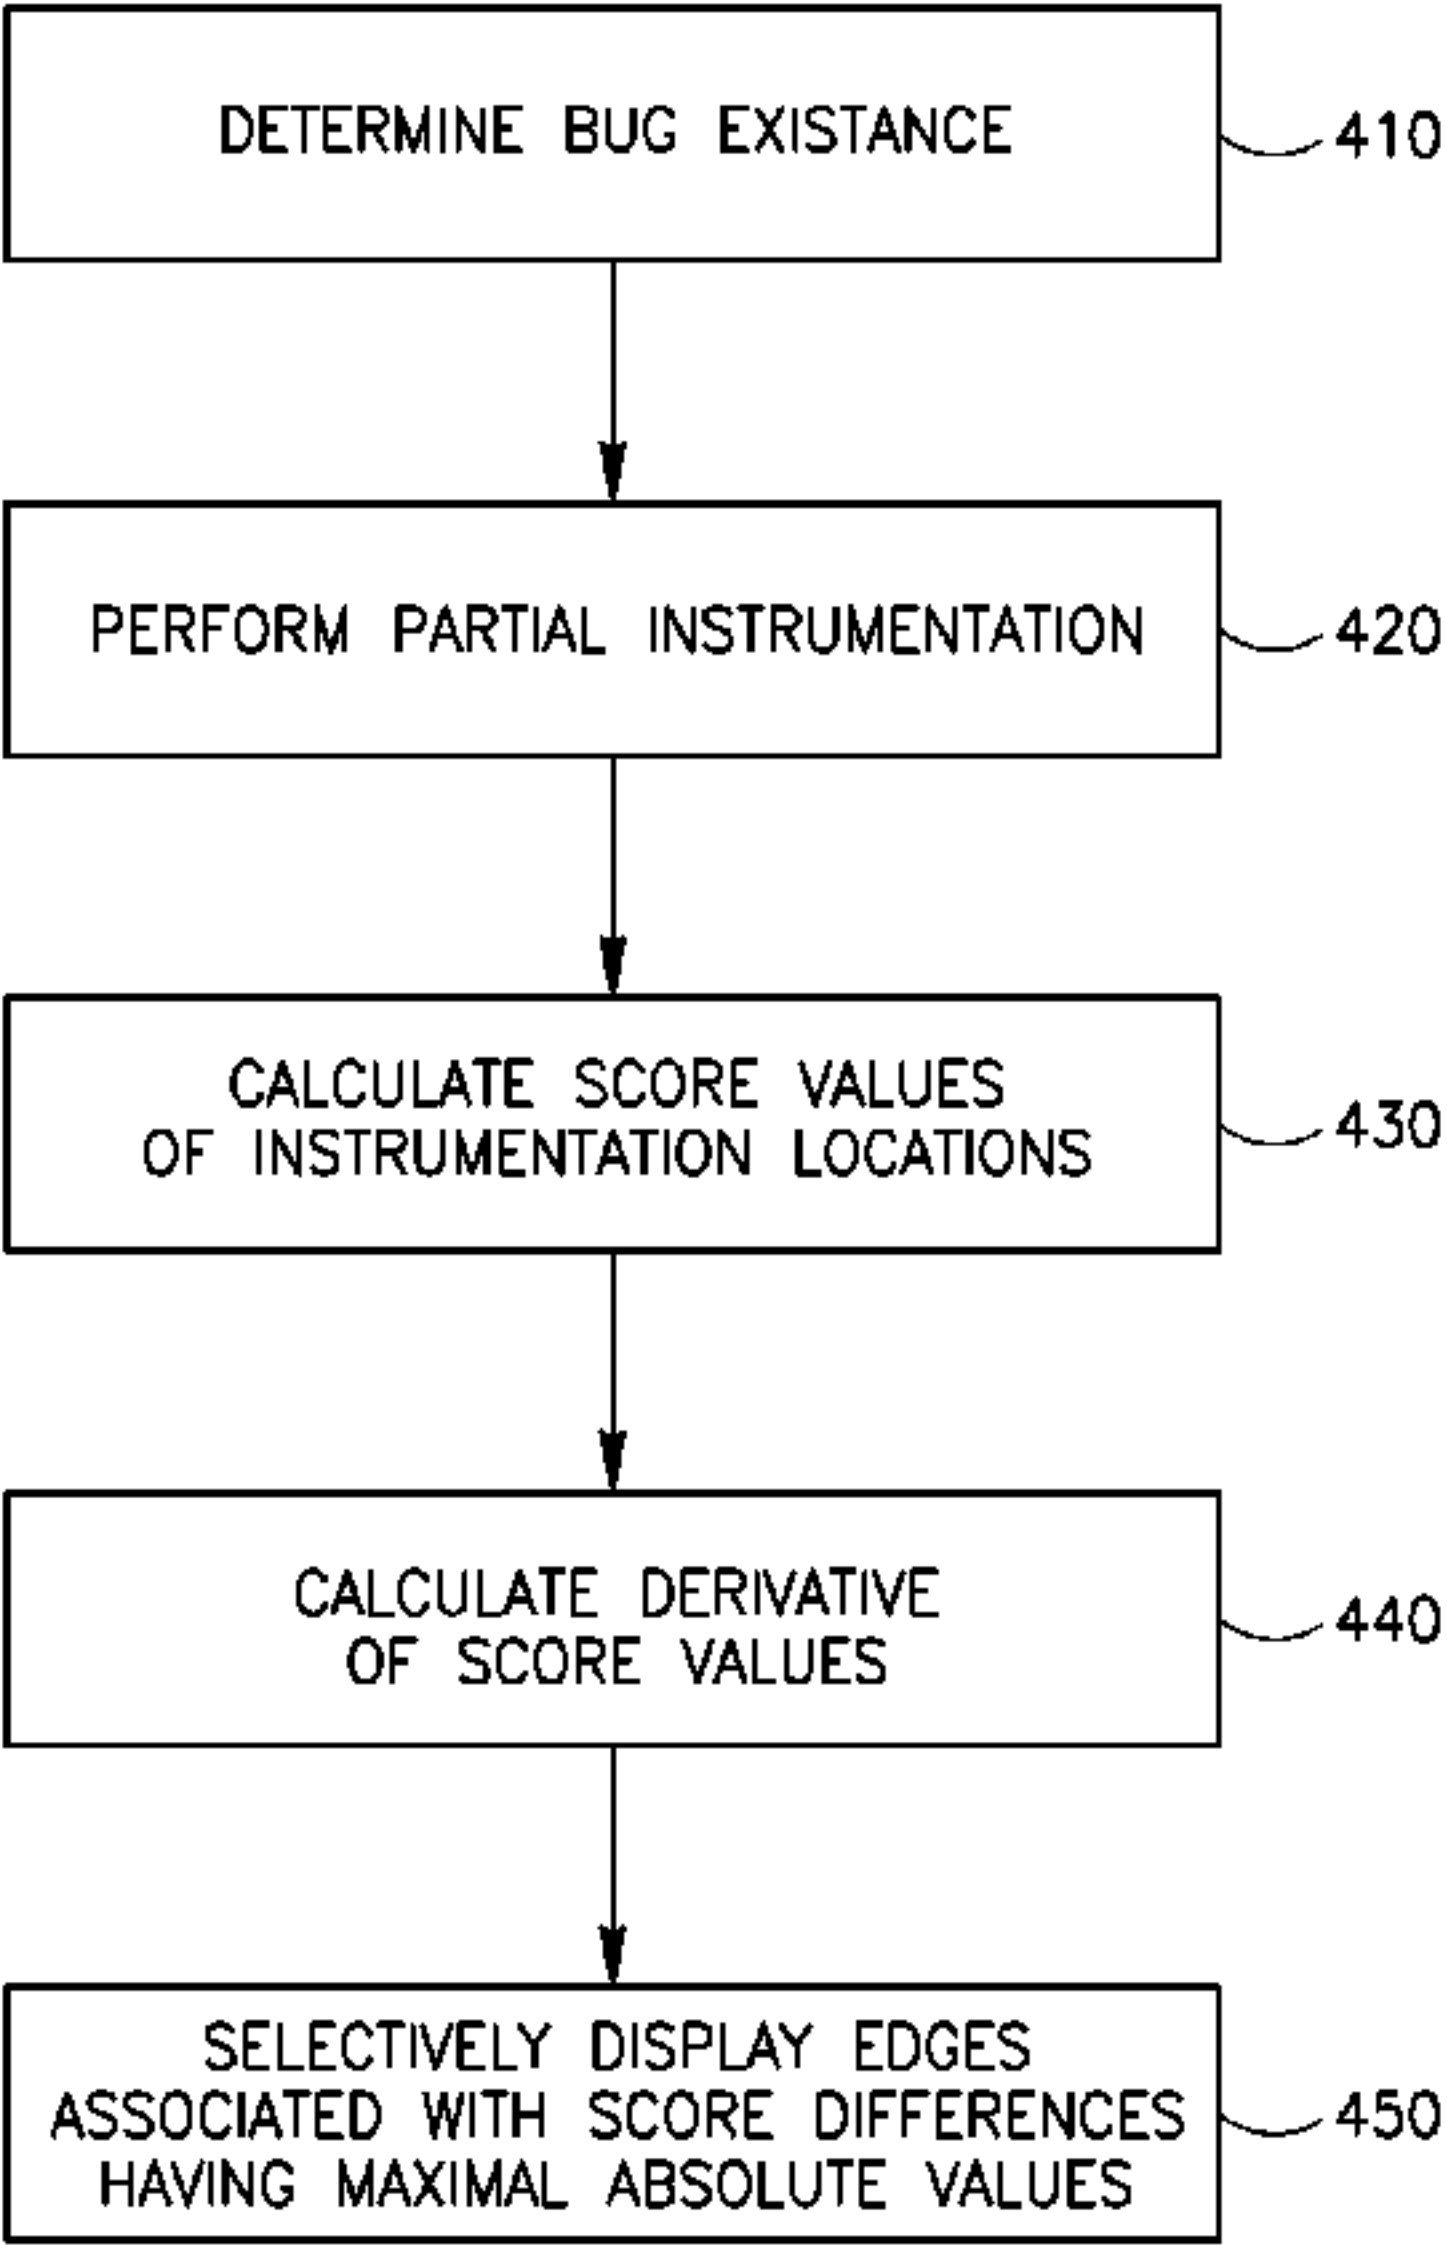 DETERMINE BUG EXISTANCE
410
PERFORM PARTIAL INSTRUMENTATION
420
CALCULATE SCORE VALUES
OF INSTRUMENTATION LOCATIONS
430
CALCULATE DERIVATIVE
OF SCORE VALUES
440
SELECTIVELY DISPLAY EDGES
ASSOCIATED WITH SCORE DIFFERENCES
HAVING MAXIMAL ABSOLUTE VALUES
450